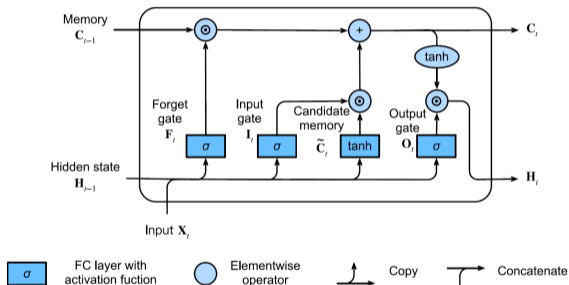 Memory
C_{t−1}
C_t
tanh
+
Forget gate
F_t
Input gate
I_t
Candidate memory
C̃_t
Output gate
O_t
σ
σ
tanh
σ
Hidden state
H_{t−1}
H_t
Input X_t
σ
FC layer with
activation fuction
Elementwise
operator
Copy
Concatenate